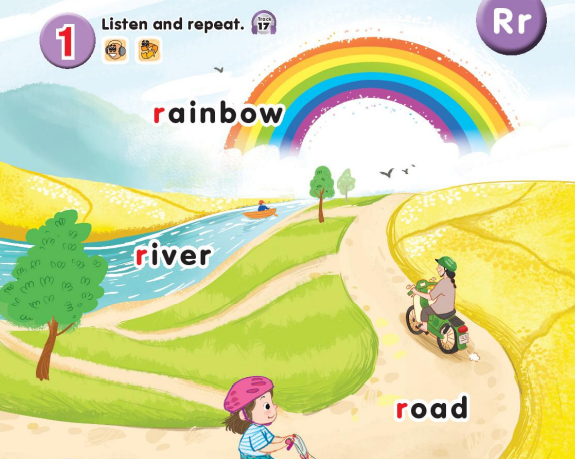 1 Listen and repeat. Track 17
Rr
rainbow
river
road